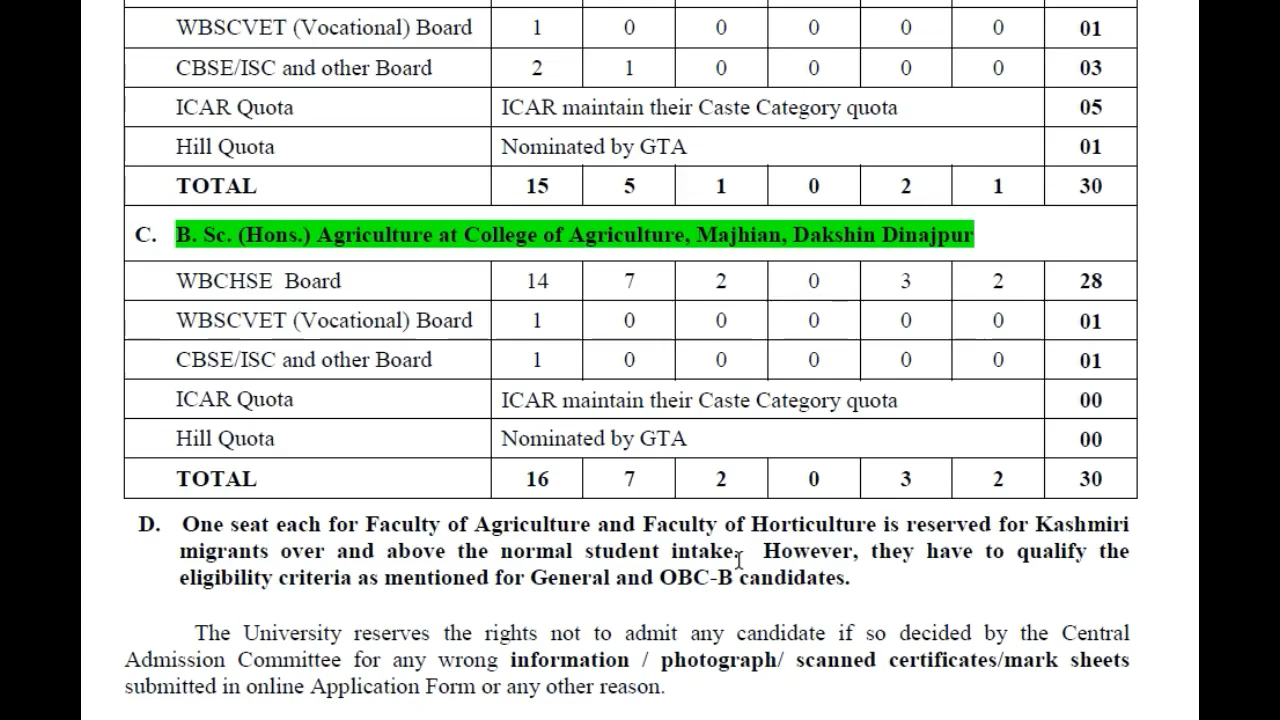 WBSCVET (Vocational) Board 1 0 0 0 0 0 01
CBSE/ISC and other Board 2 1 0 0 0 0 03
ICAR Quota ICAR maintain their Caste Category quota 05
Hill Quota Nominated by GTA 01
TOTAL 15 5 1 0 2 1 30
C. B. Sc. (Hons.) Agriculture at College of Agriculture, Majhian, Dakshin Dinajpur
WBCHSE Board 14 7 2 0 3 2 28
WBSCVET (Vocational) Board 1 0 0 0 0 0 01
CBSE/ISC and other Board 1 0 0 0 0 0 01
ICAR Quota ICAR maintain their Caste Category quota 00
Hill Quota Nominated by GTA 00
TOTAL 16 7 2 0 3 2 30
D. One seat each for Faculty of Agriculture and Faculty of Horticulture is reserved for Kashmiri
migrants over and above the normal student intake. However, they have to qualify the
eligibility criteria as mentioned for General and OBC-B candidates.
The University reserves the rights not to admit any candidate if so decided by the Central
Admission Committee for any wrong information / photograph/ scanned certificates/mark sheets
submitted in online Application Form or any other reason.